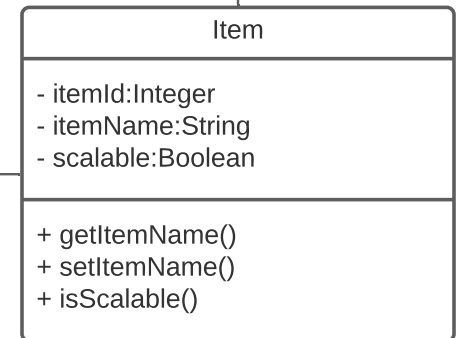 Item
- itemId:Integer
- itemName:String
- scalable:Boolean
+ getItemName()
+ setItemName()
+ isScalable()